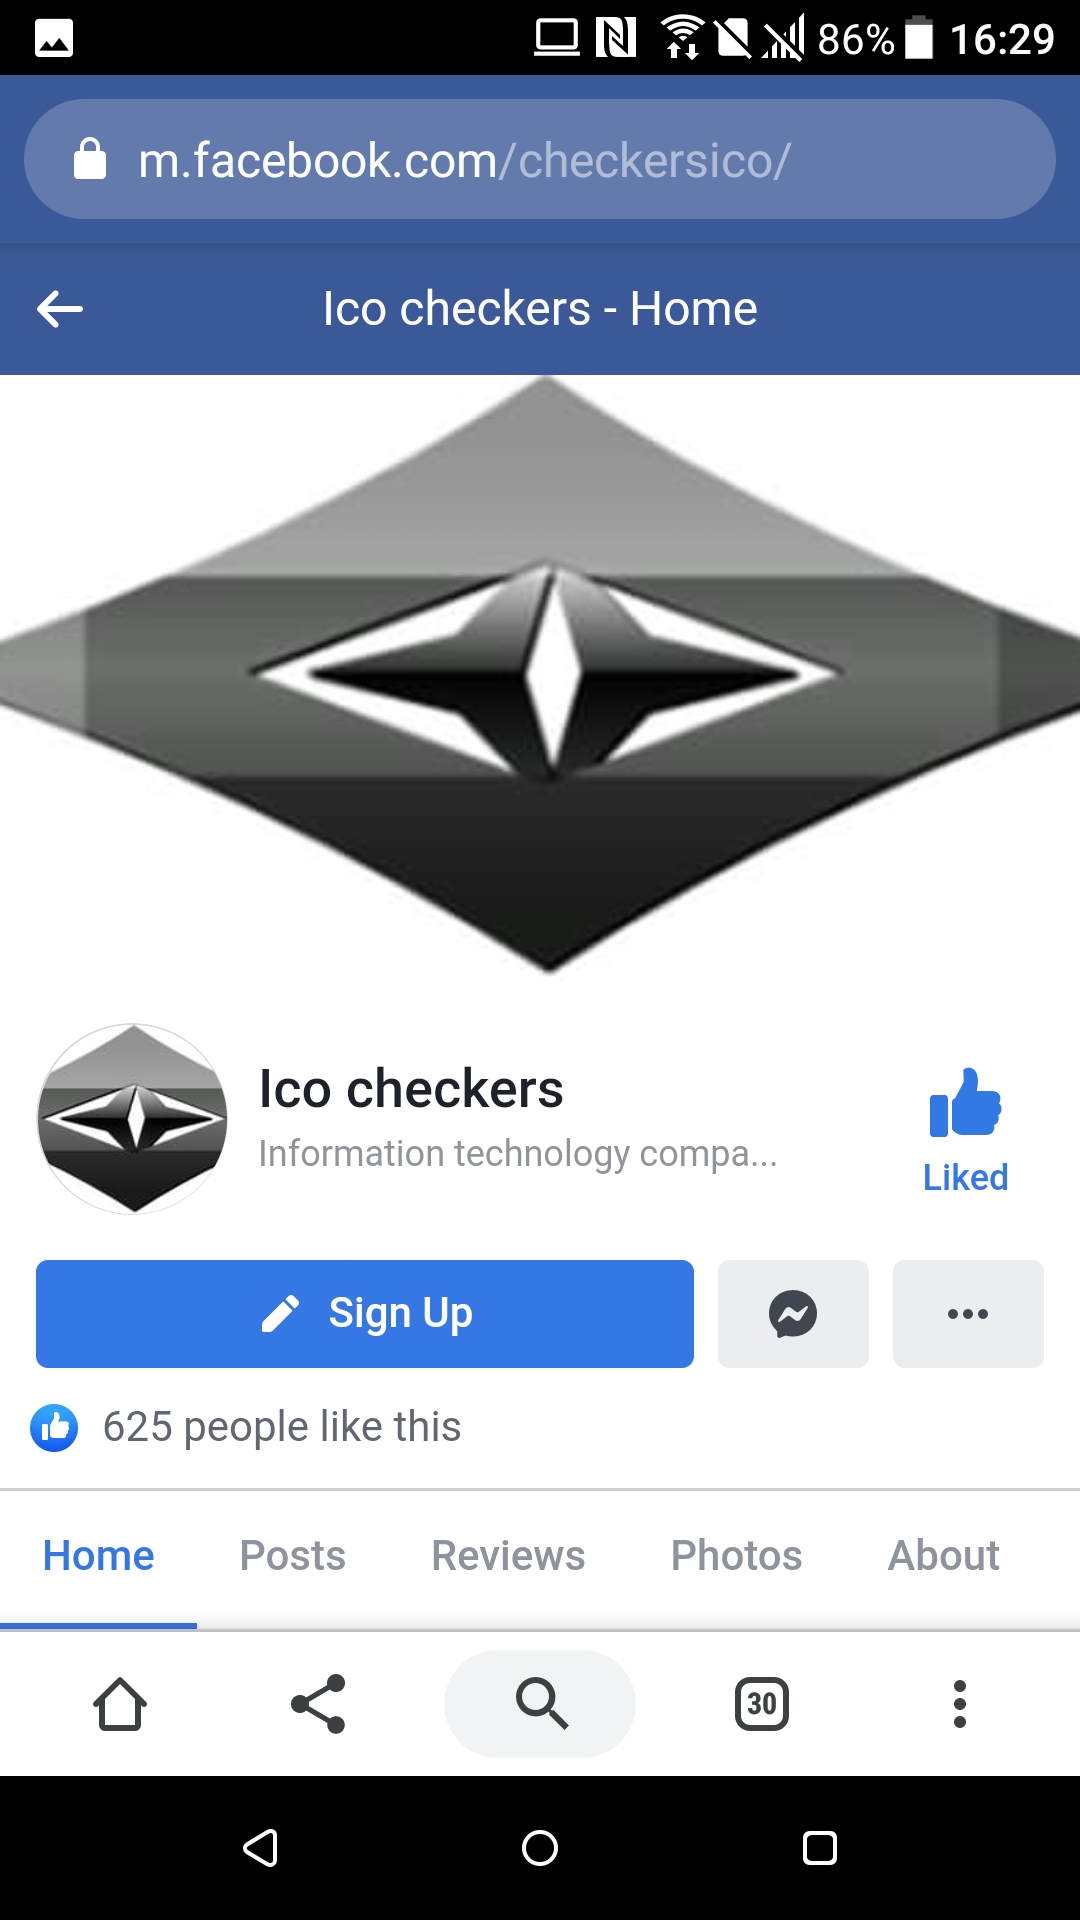 86% 16:29
m.facebook.com/checkersico/
Ico checkers - Home
Ico checkers
Information technology compa...
Liked
Sign Up
625 people like this
Home Posts Reviews Photos About
30